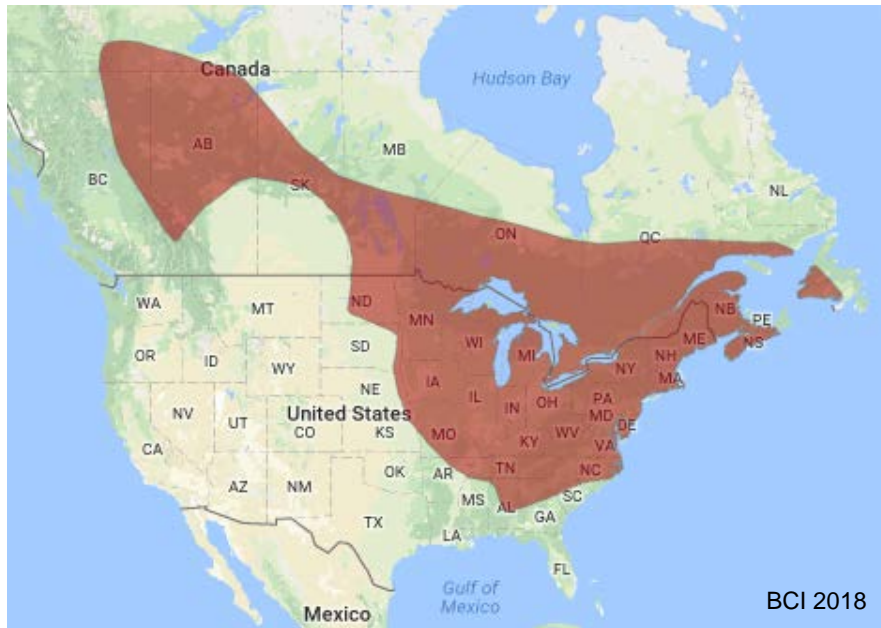 Canada
Hudson Bay
AB
MB
BC
SK
NL
ON
QC
WA
MT
ND
MN
NB
PE
OR
ID
SD
WI
MI
ME
NS
WY
NY
NH
MA
NE
IA
IL
IN
OH
PA
MD
NV
UT
United States
CO
KS
MO
KY
WV
DE
VA
CA
OK
AR
TN
NC
AZ
NM
MS
AL
SC
GA
TX
LA
FL
Gulf of
Mexico
Mexico
BCI 2018